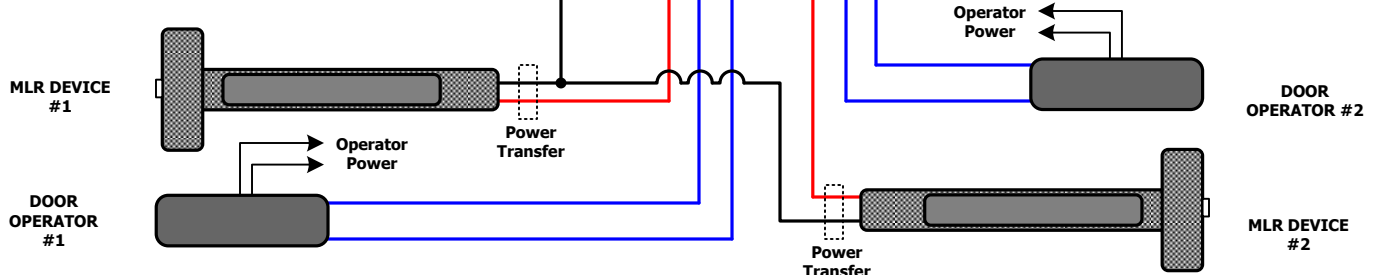 Operator
Power
MLR DEVICE
#1
Power
Transfer
DOOR
OPERATOR #2
Operator
Power
DOOR
OPERATOR
#1
MLR DEVICE
#2
Power
Transfer